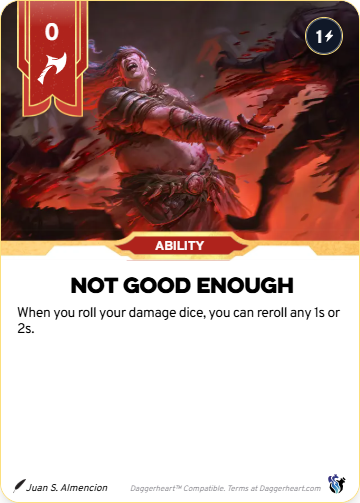 0
1
ABILITY
NOT GOOD ENOUGH
When you roll your damage dice, you can reroll any 1s or
2s.
Juan S. Almencion
Daggerheart™ Compatible. Terms at Daggerheart.com